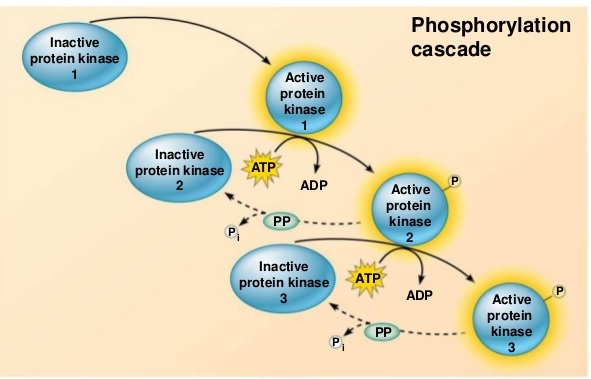 Phosphorylation
cascade
Inactive
protein kinase
1
Active
protein
kinase
1
Inactive
protein kinase
2
ATP
ADP
Active
protein
kinase
2
P
PP
Pi
Inactive
protein kinase
3
ATP
ADP
Active
protein
kinase
3
P
PP
Pi